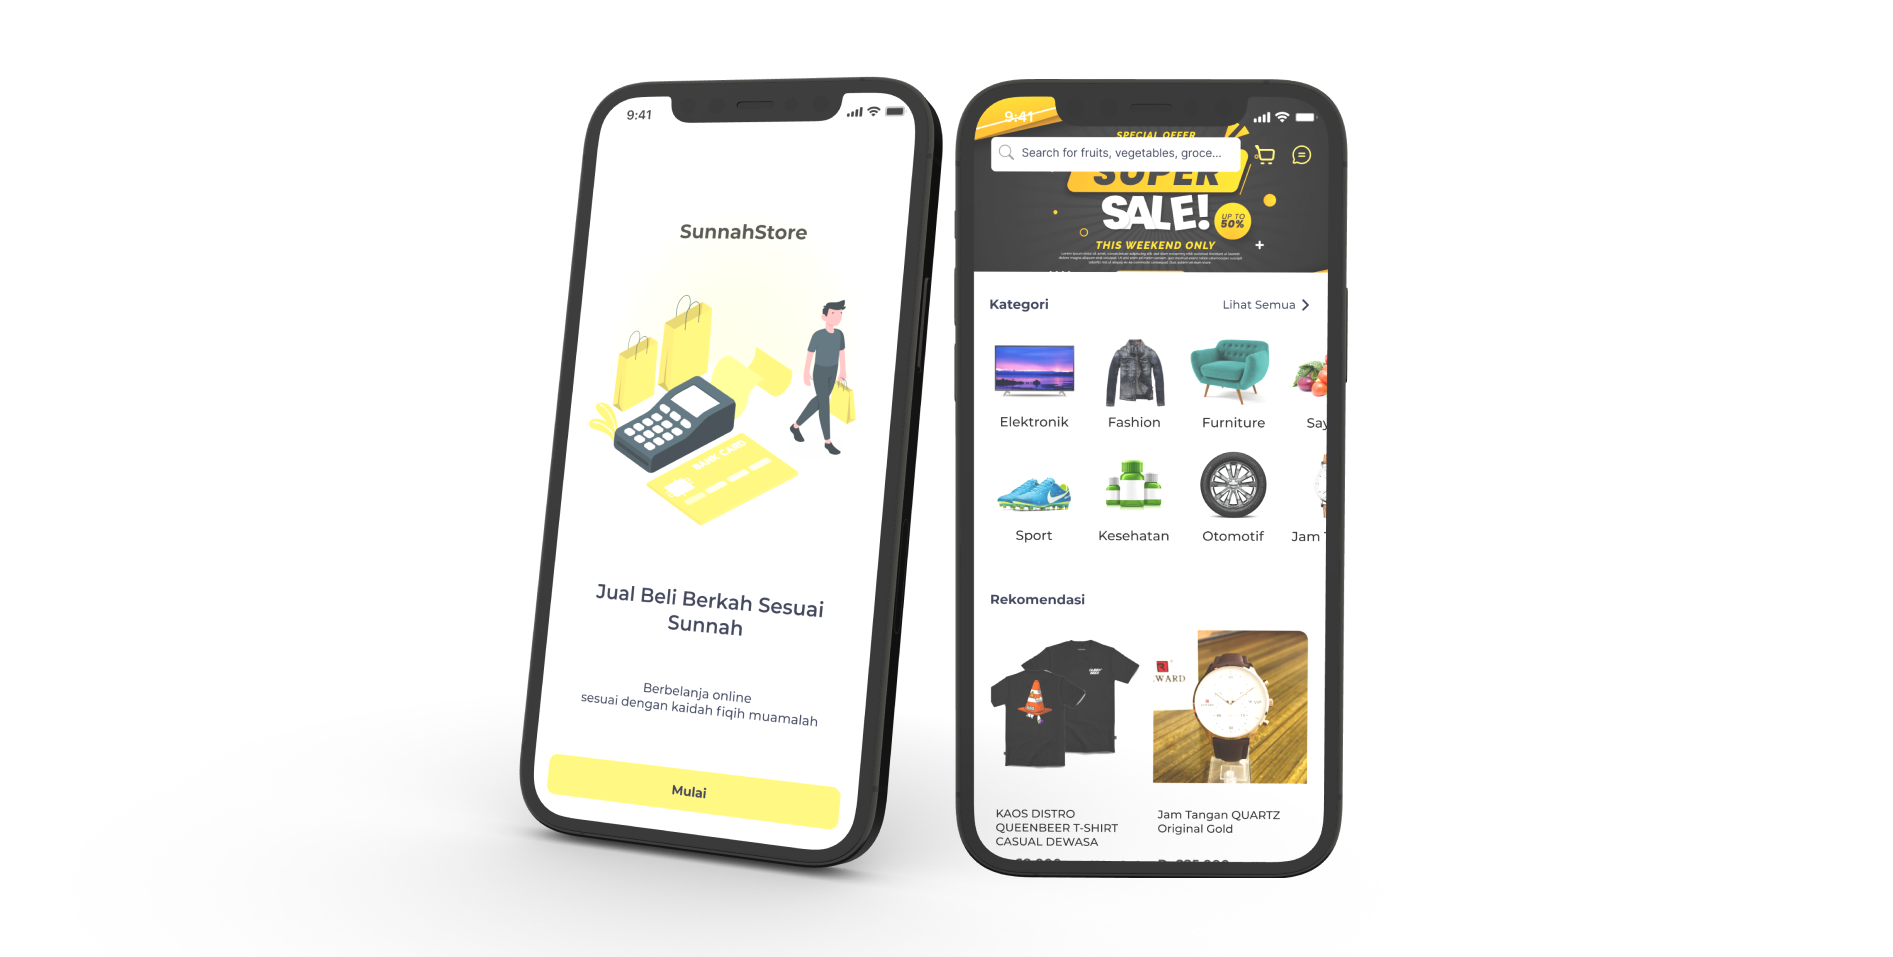 9:41
SunnahStore
BANK CARD
Jual Beli Berkah Sesuai
Sunnah
Berbelanja online
sesuai dengan kaidah fiqih muamalah
Mulai
9:41
SPECIAL OFFER
Search for fruits, vegetables, groce...
SUPER
SALE!
UP TO
50%
THIS WEEKEND ONLY
Kategori
Lihat Semua
Elektronik
Fashion
Furniture
Say
Sport
Kesehatan
Otomotif
Jam
Rekomendasi
WARD
KAOS DISTRO
QUEENBEER T-SHIRT
CASUAL DEWASA
Jam Tangan QUARTZ
Original Gold